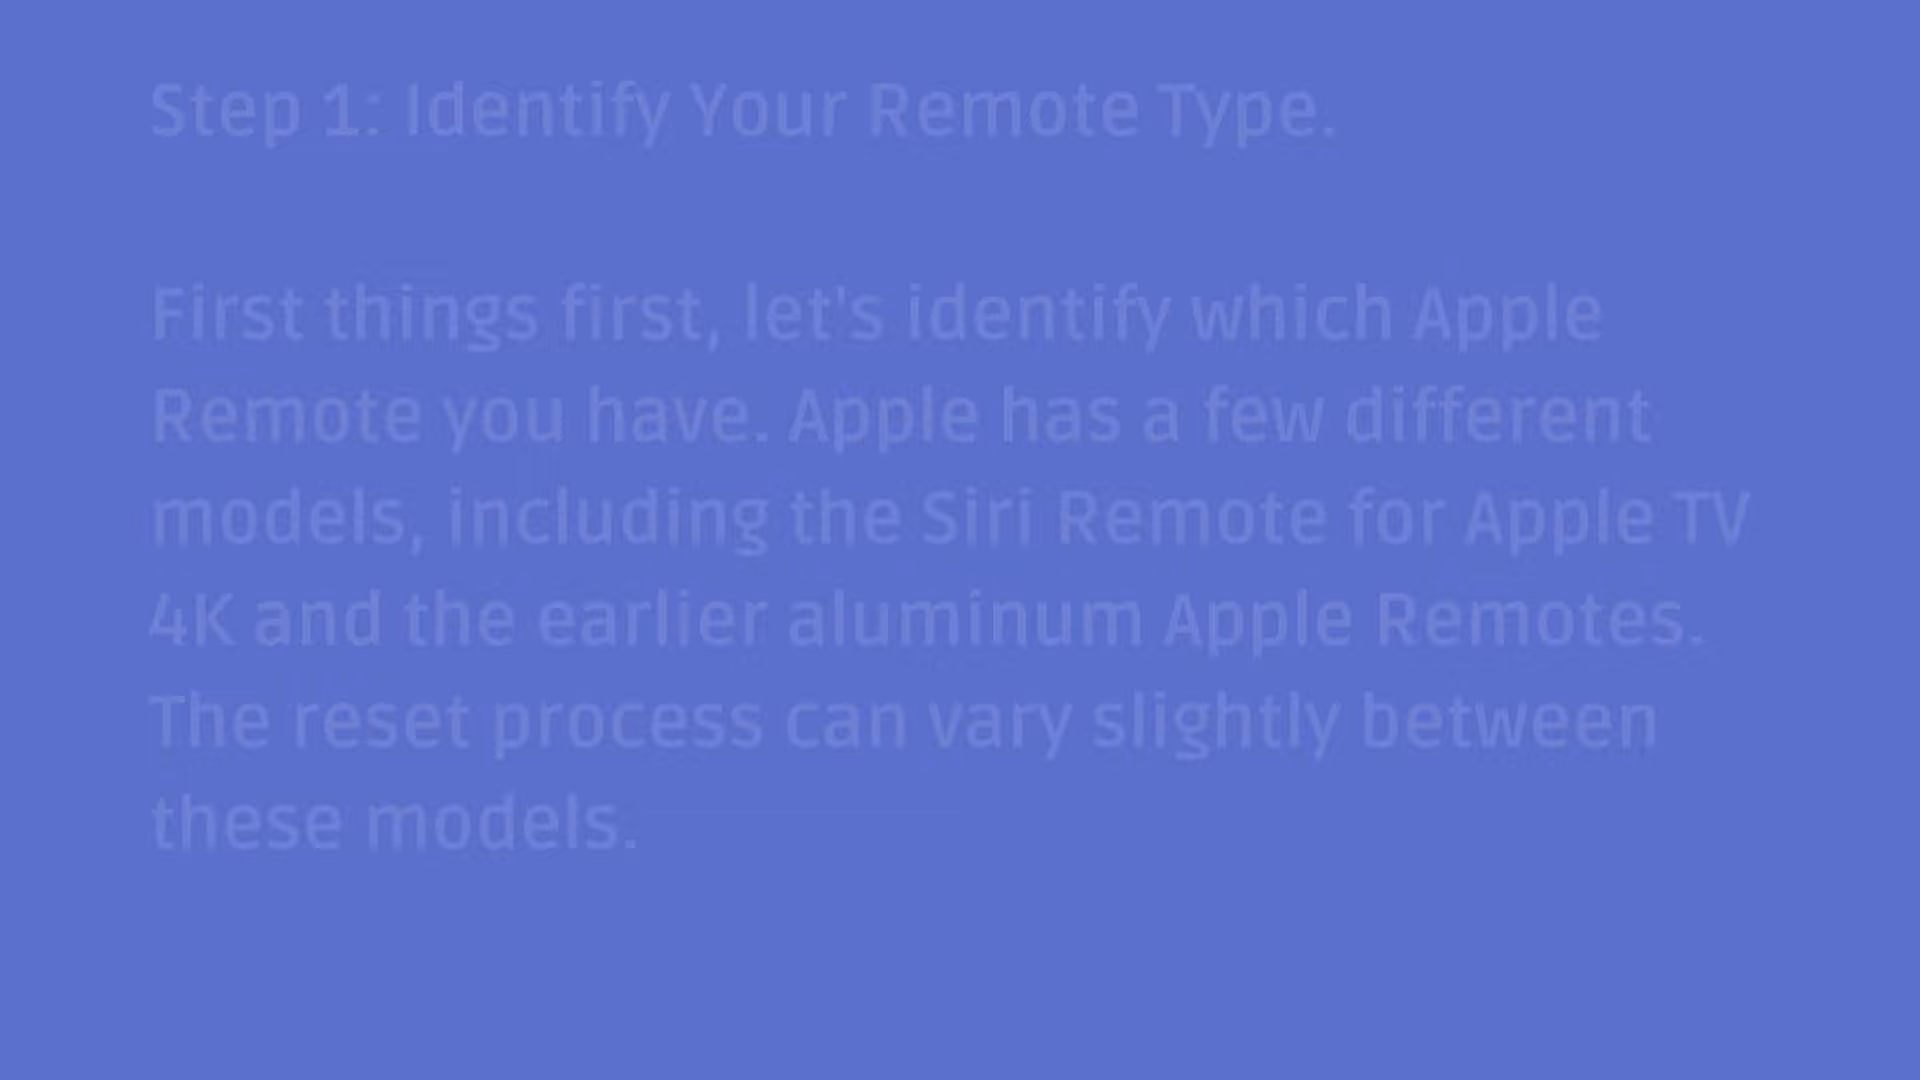 Step 1: Identify Your Remote Type.
First things first, let's identify which Apple
Remote you have. Apple has a few different
models, including the Siri Remote for Apple TV
4K and the earlier aluminum Apple Remotes.
The reset process can vary slightly between
these models.